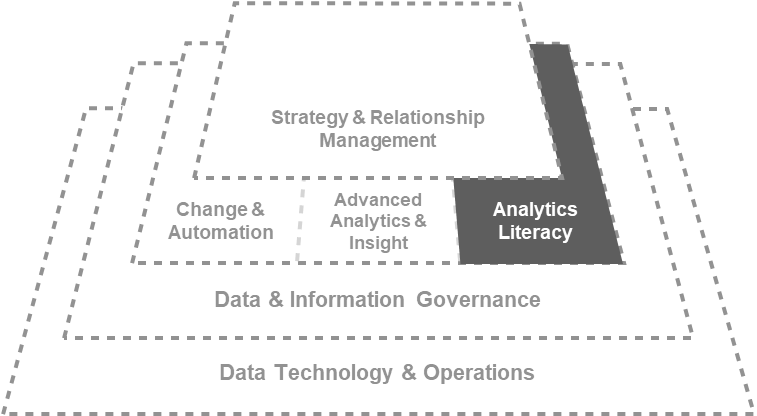 Strategy & Relationship
Management
Change &
Automation
Advanced
Analytics &
Insight
Analytics
Literacy
Data & Information Governance
Data Technology & Operations